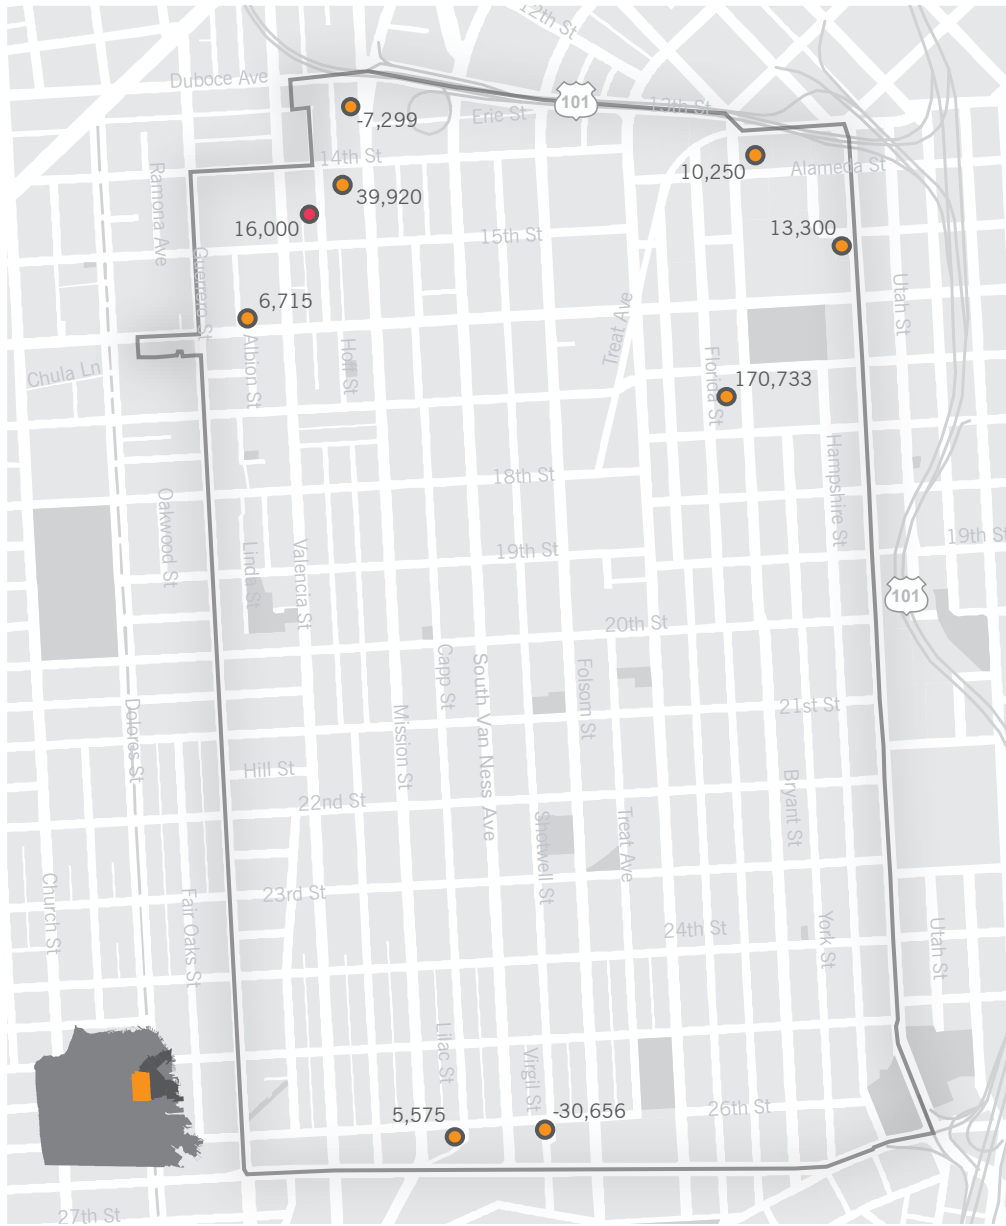 12th St
Duboce Ave
101
13th St
Erie St
-7,299
14th St
10,250
Alameda St
Ramona Ave
39,920
16,000
15th St
13,300
Guerrero St
6,715
Utah St
Treat Ave
Albion St
Hoff St
Chula Ln
Florida St
170,733
Hampshire St
18th St
Oakwood St
Linda St
Valencia St
19th St
19th St
101
20th St
Capp St
South Van Ness Ave
Folsom St
Dolores St
Mission St
21st St
Hill St
22nd St
Bryant St
Shotwell St
Treat Ave
Church St
Fair Oaks St
23rd St
24th St
York St
Utah St
Lilac St
Virgil St
5,575
-30,656
26th St
27th St